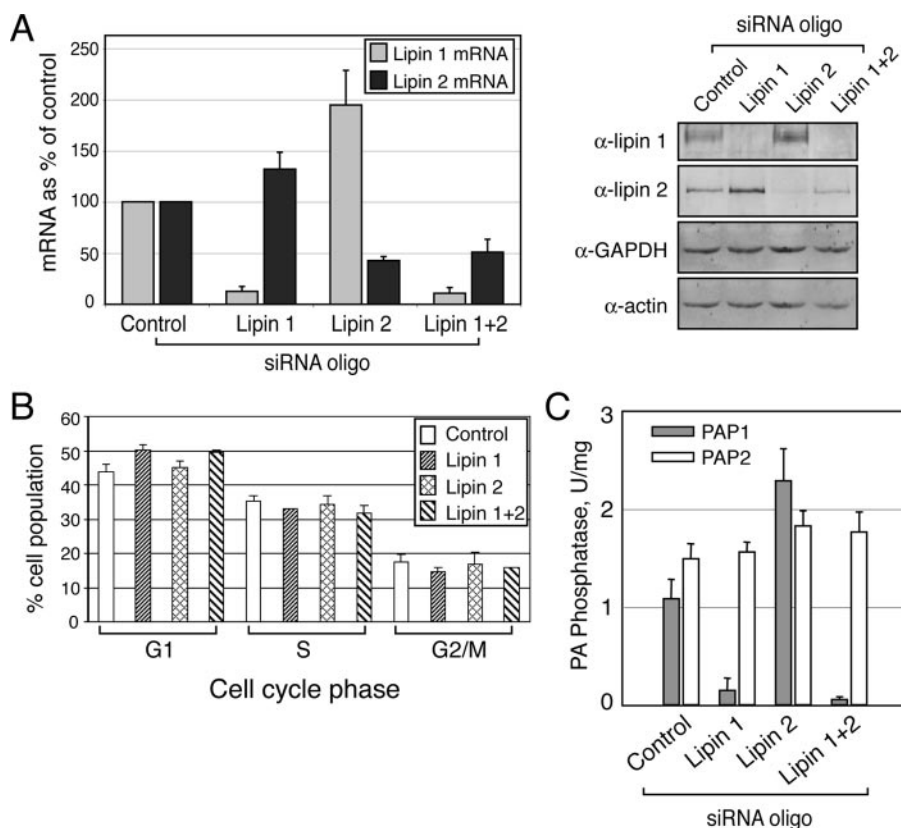 A
mRNA as % of control
250
200
150
100
50
0
Lipin 1 mRNA
Lipin 2 mRNA
Control
Lipin 1
Lipin 2
Lipin 1+2
siRNA oligo
siRNA oligo
Control
Lipin 1
Lipin 2
Lipin 1+2
α-lipin 1
α-lipin 2
α-GAPDH
α-actin
B
% cell population
60
50
40
30
20
10
0
Control
Lipin 1
Lipin 2
Lipin 1+2
G1
S
G2/M
Cell cycle phase
C
PA Phosphatase, U/mg
3
2
1
0
PAP1
PAP2
Control
Lipin 1
Lipin 2
Lipin 1+2
siRNA oligo